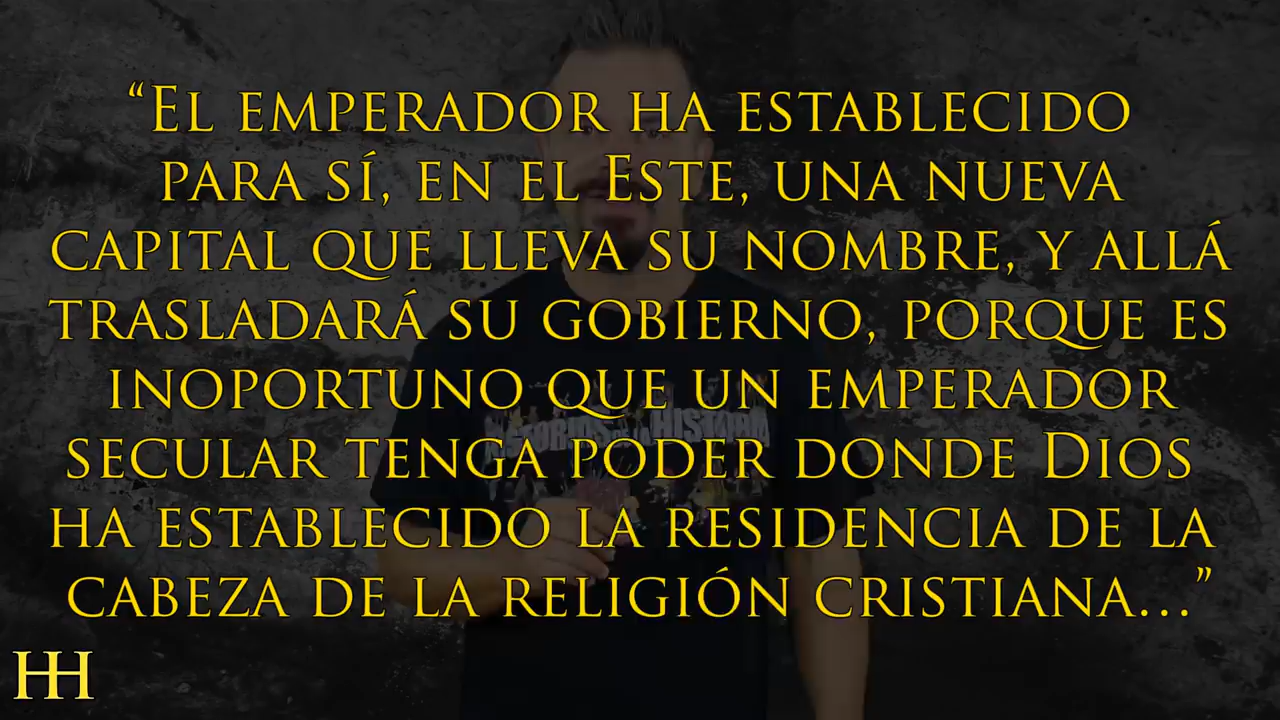 “El emperador ha establecido
para sí, en el Este, una nueva
capital que lleva su nombre, y allá
trasladará su gobierno, porque es
inoportuno que un emperador
secular tenga poder donde Dios
ha establecido la residencia de la
cabeza de la religión cristiana...”
HISTORIA
HH